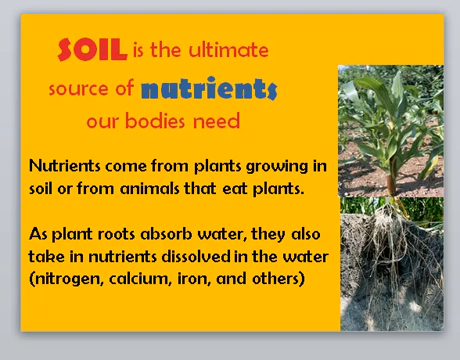 SOIL is the ultimate
source of nutrients
our bodies need
Nutrients come from plants growing in
soil or from animals that eat plants.
As plant roots absorb water, they also
take in nutrients dissolved in the water
(nitrogen, calcium, iron, and others)